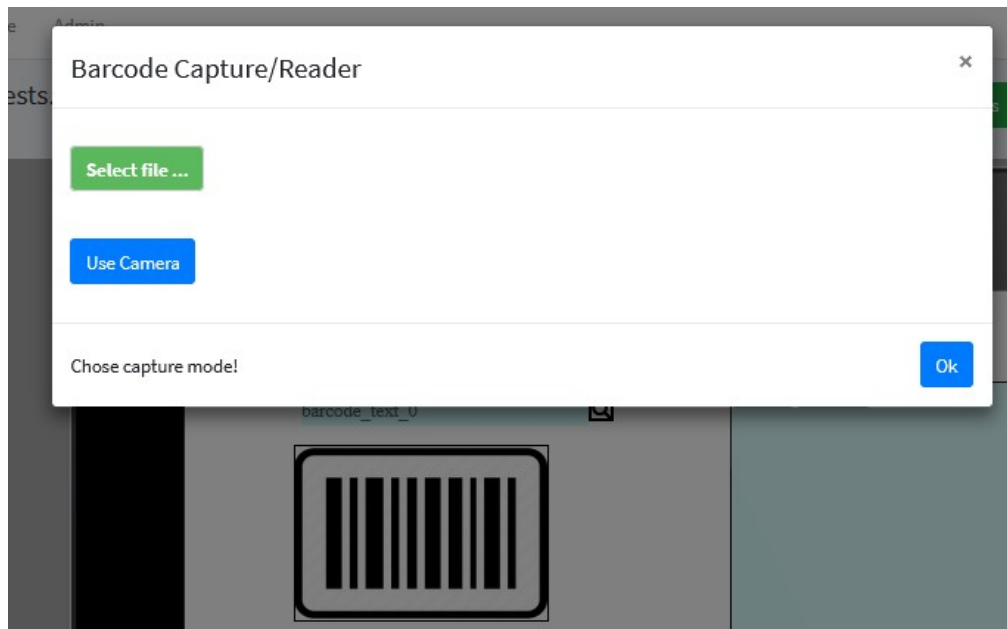 e Admin
Barcode Capture/Reader ×
ests.
s
Select file ...
Use Camera
Chose capture mode!
Ok
barcode_text_0